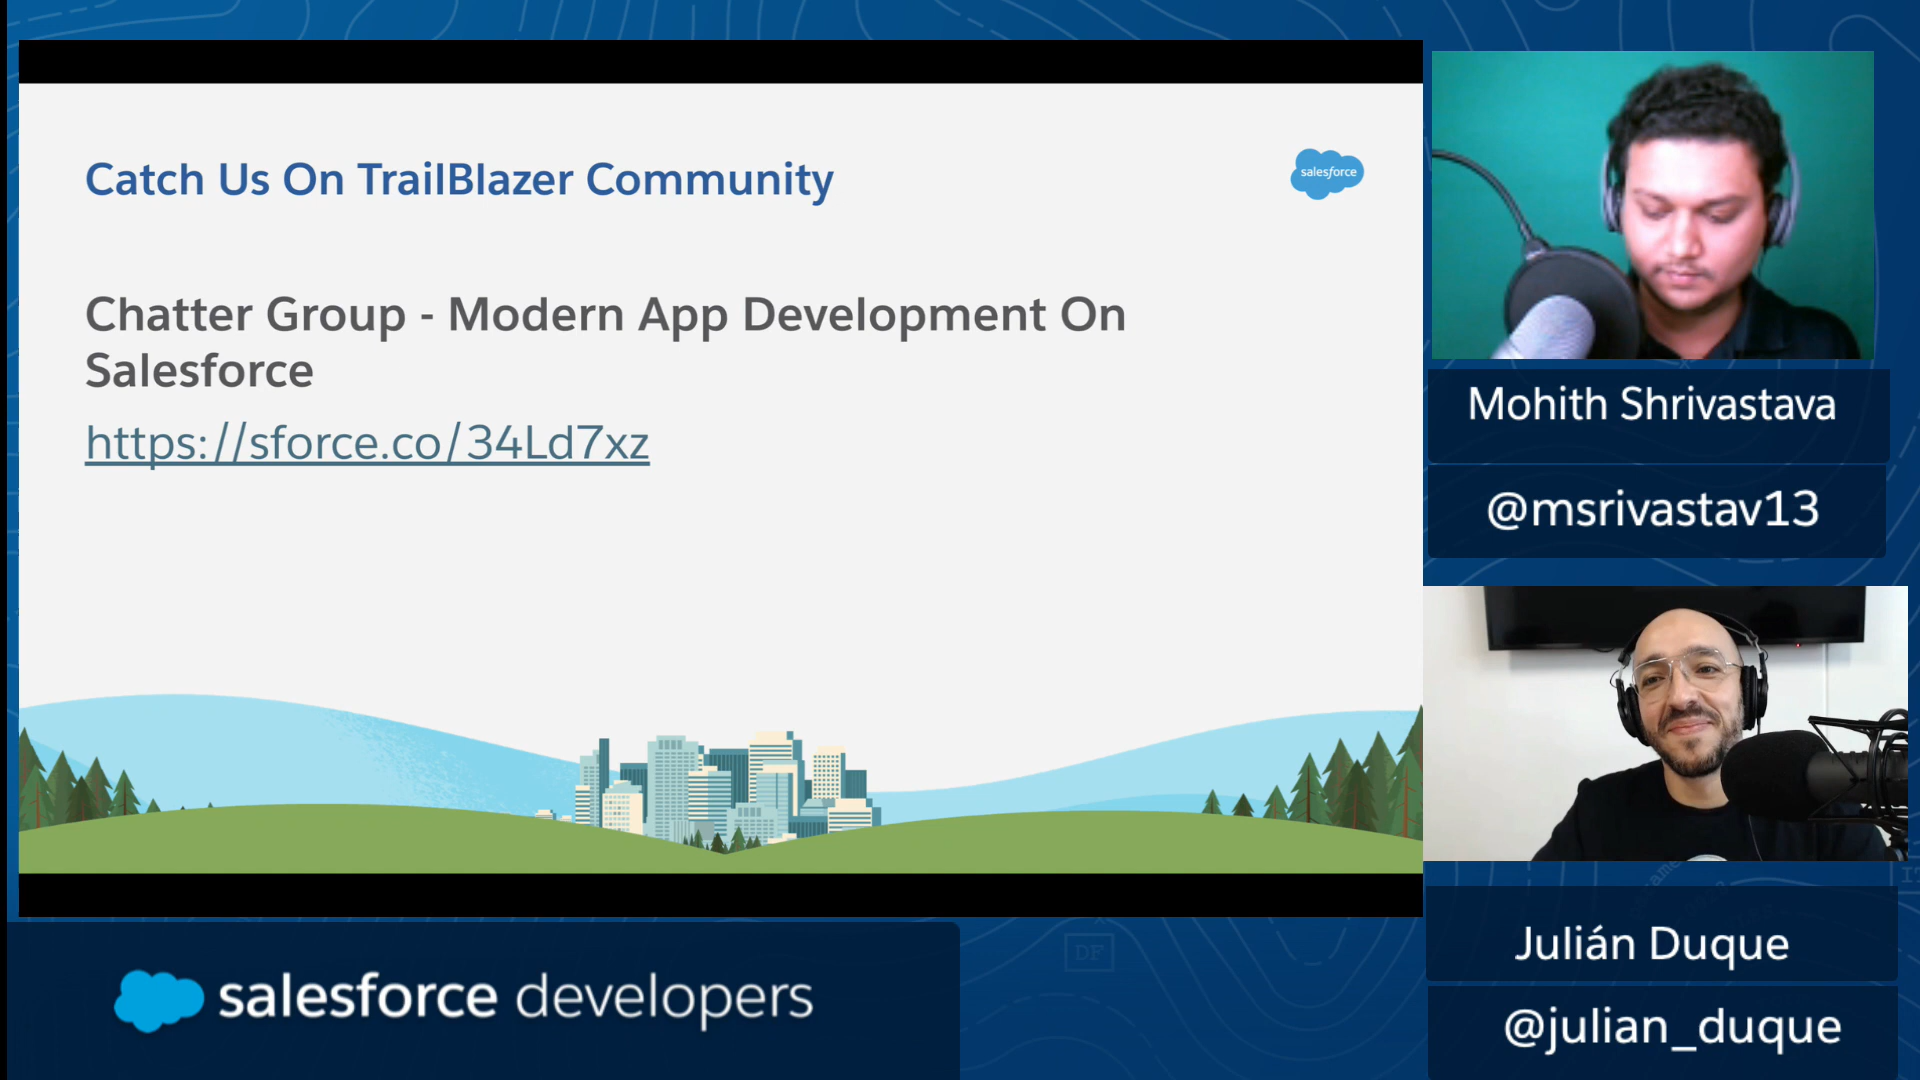 Catch Us On TrailBlazer Community
salesforce
Chatter Group - Modern App Development On
Salesforce
https://sforce.co/34Ld7xz
Mohith Shrivastava
@msrivastav13
Julián Duque
@julian_duque
DF
salesforce developers